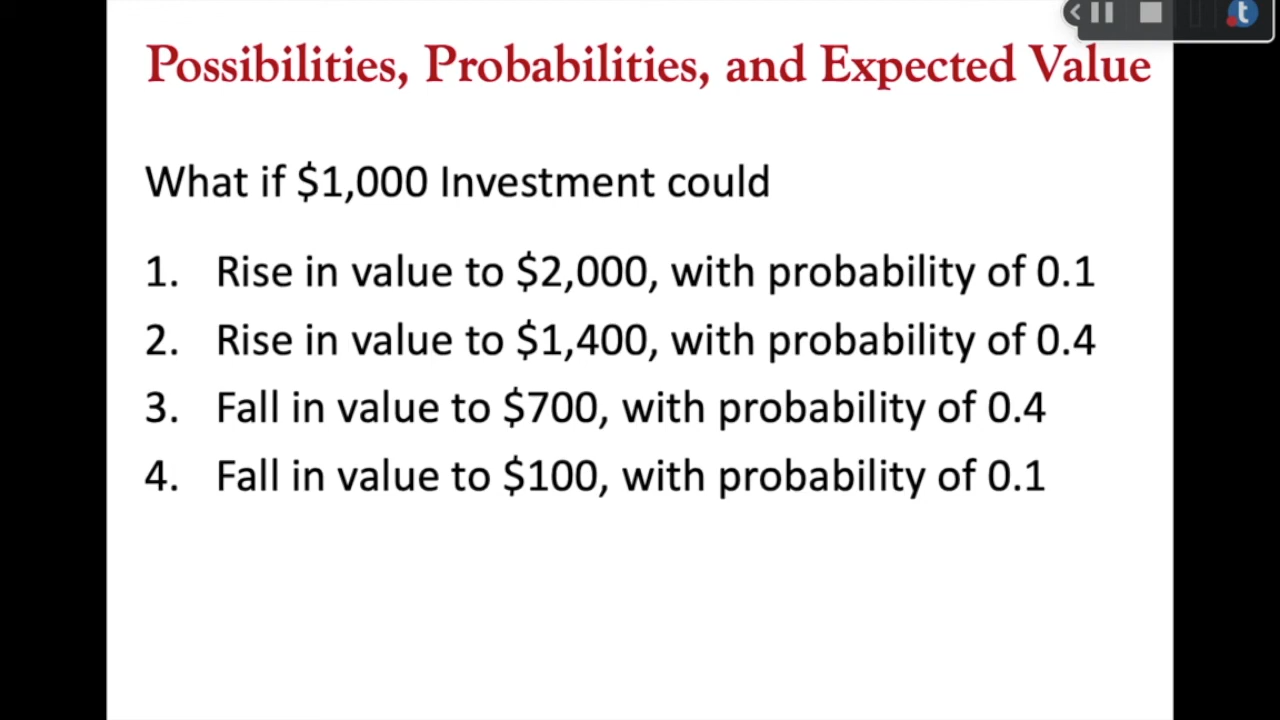 Possibilities, Probabilities, and Expected Value
What if $1,000 Investment could
1. Rise in value to $2,000, with probability of 0.1
2. Rise in value to $1,400, with probability of 0.4
3. Fall in value to $700, with probability of 0.4
4. Fall in value to $100, with probability of 0.1
t